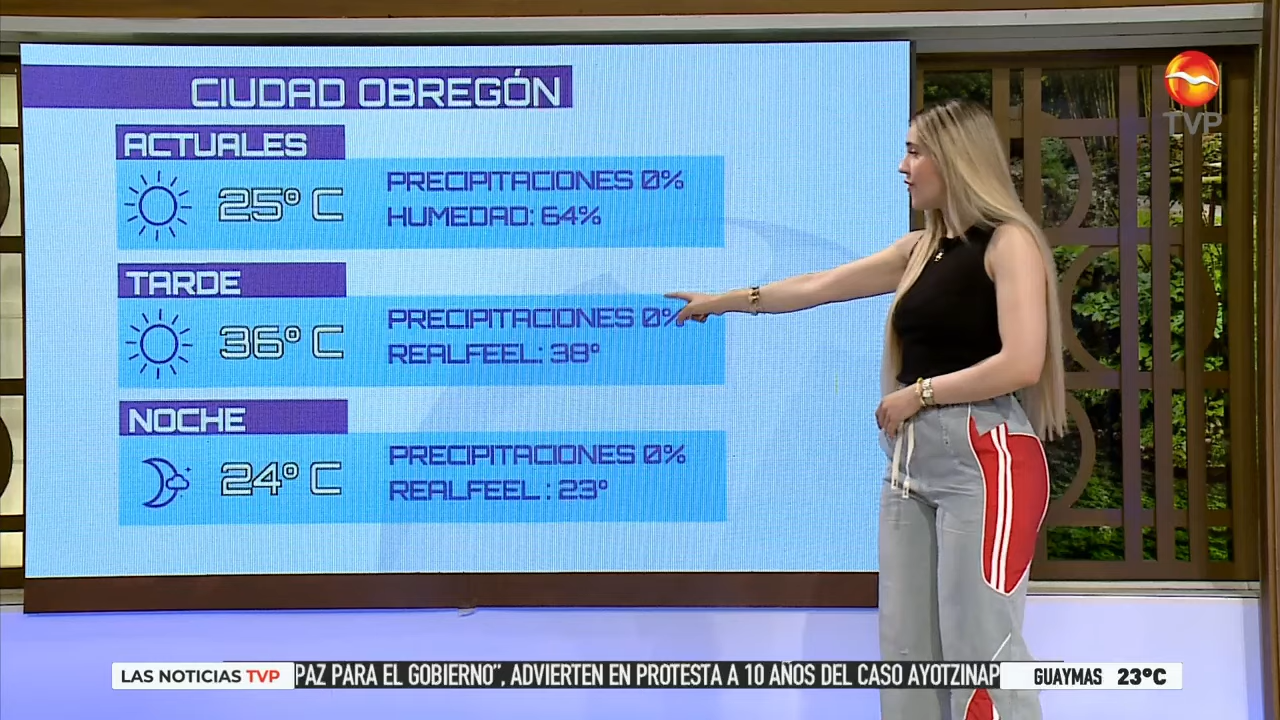 CIUDAD OBREGÓN
ACTUALES
25° C
PRECIPITACIONES 0%
HUMEDAD: 64%
TARDE
36° C
PRECIPITACIONES 0%
REALFEEL: 38°
NOCHE
24° C
PRECIPITACIONES 0%
REALFEEL : 23°
TVP
LAS NOTICIAS TVP
PAZ PARA EL GOBIERNO”, ADVIERTEN EN PROTESTA A 10 AÑOS DEL CASO AYOTZINAP
GUAYMAS 23°C